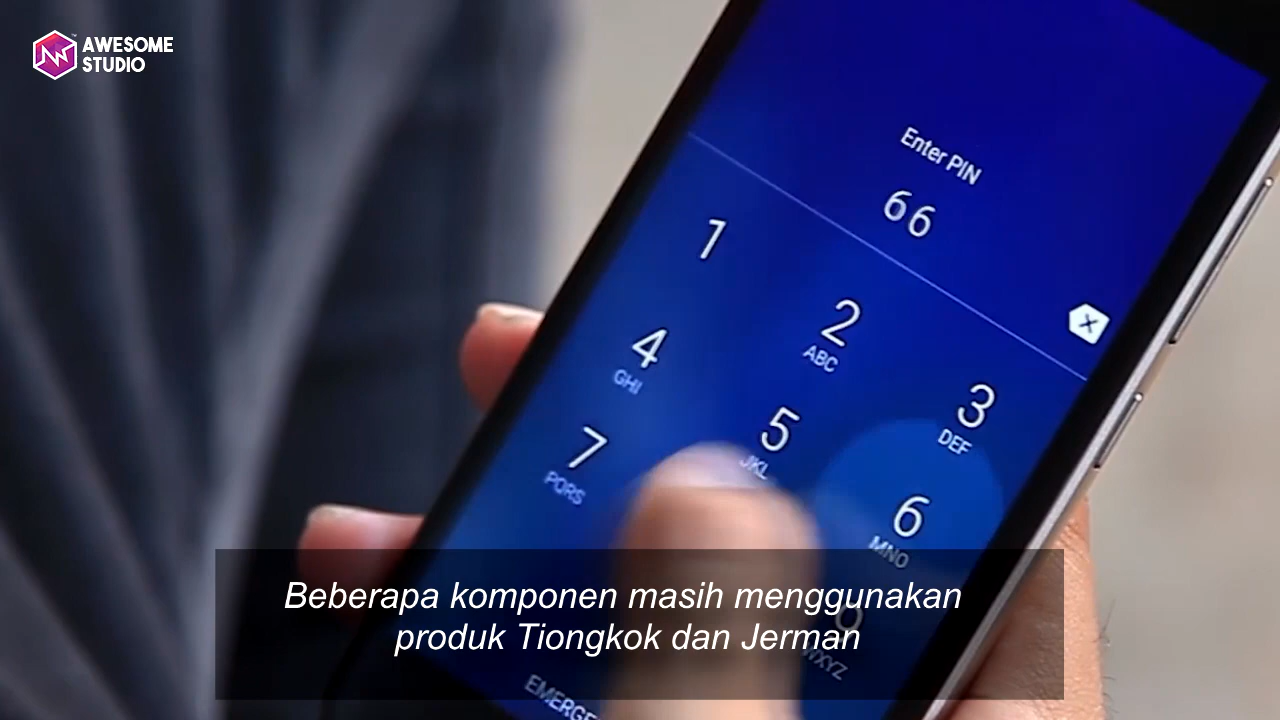 AWESOME
STUDIO
Enter PIN
66
1
2
ABC
3
DEF
4
GHI
5
JKL
6
MNO
7
PQRS
WXYZ
Beberapa komponen masih menggunakan
produk Tiongkok dan Jerman